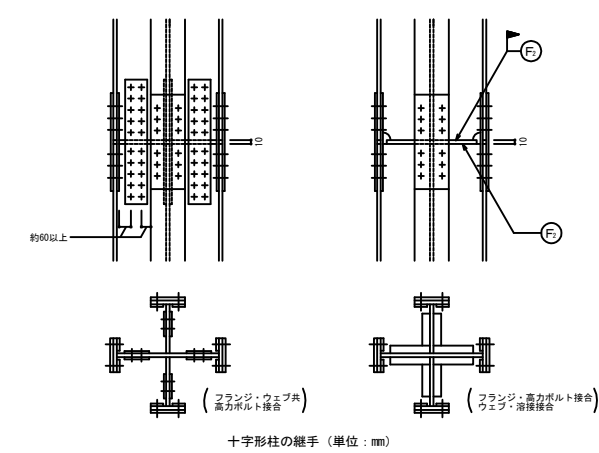 F₂
10
10
約60以上
F₂
フランジ・ウェブ共
高力ボルト接合
フランジ・高力ボルト接合
ウェブ・溶接接合
十字形柱の継手（単位：㎜）